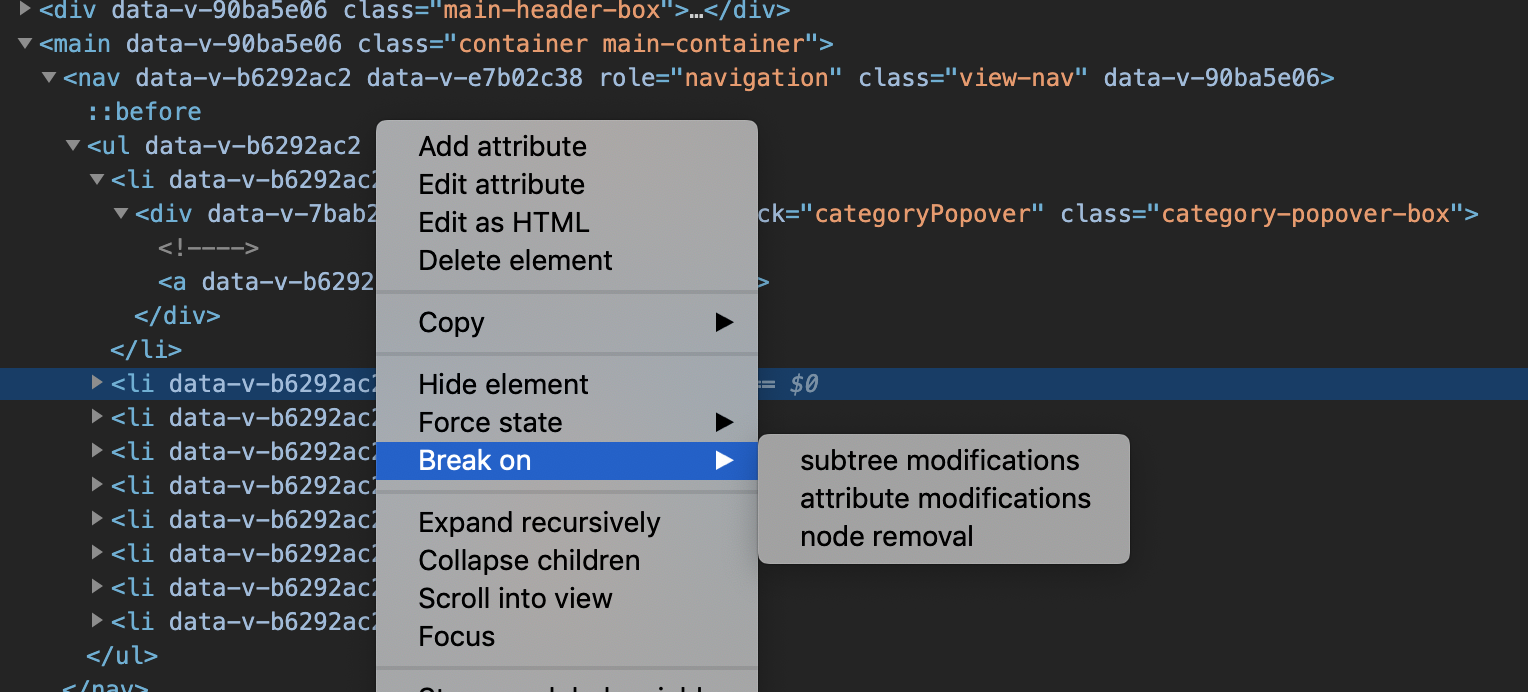 ▶<div data-v-90ba5e06 class="main-header-box">…</div>
▼<main data-v-90ba5e06 class="container main-container">
▼<nav data-v-b6292ac2 data-v-e7b02c38 role="navigation" class="view-nav" data-v-90ba5e06>
::before
▼<ul data-v-b6292ac2
▼<li data-v-b6292ac2
▼<div data-v-7bab2 ck="categoryPopover" class="category-popover-box">
<!---->
<a data-v-b6292 >
</div>
</li>
▶<li data-v-b6292ac2 == $0
▶<li data-v-b6292ac2
▶<li data-v-b6292ac2
▶<li data-v-b6292ac2
▶<li data-v-b6292ac2
▶<li data-v-b6292ac2
▶<li data-v-b6292ac2
▶<li data-v-b6292ac2
</ul>
</nav>
Add attribute
Edit attribute
Edit as HTML
Delete element
Copy ▶
Hide element
Force state ▶
Break on ▶
subtree modifications
attribute modifications
node removal
Expand recursively
Collapse children
Scroll into view
Focus